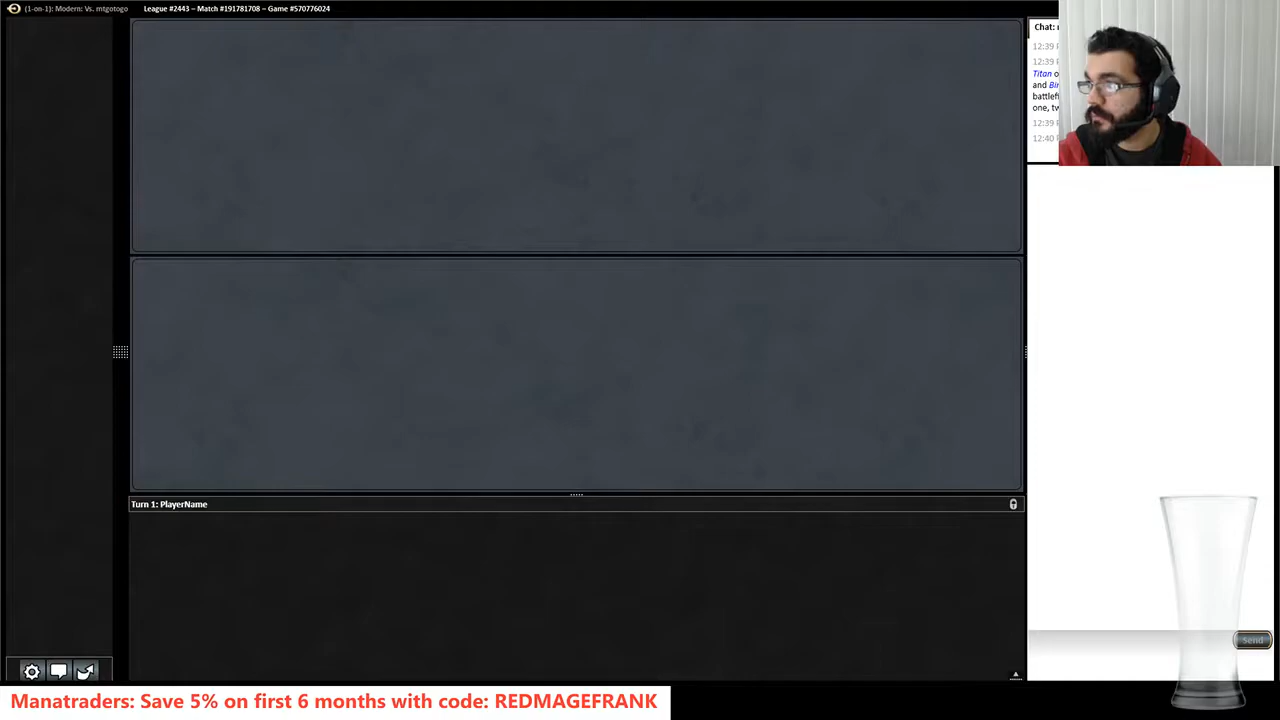 (1-on-1): Modern: Vs. mtgotogo
League #2443 – Match #191781708 – Game #570776024
Chat:
12:39
12:39
Titan
and
battlef
one, tw
12:39
12:40
Turn 1: PlayerName
Send
Manatraders: Save 5% on first 6 months with code: REDMAGEFRANK